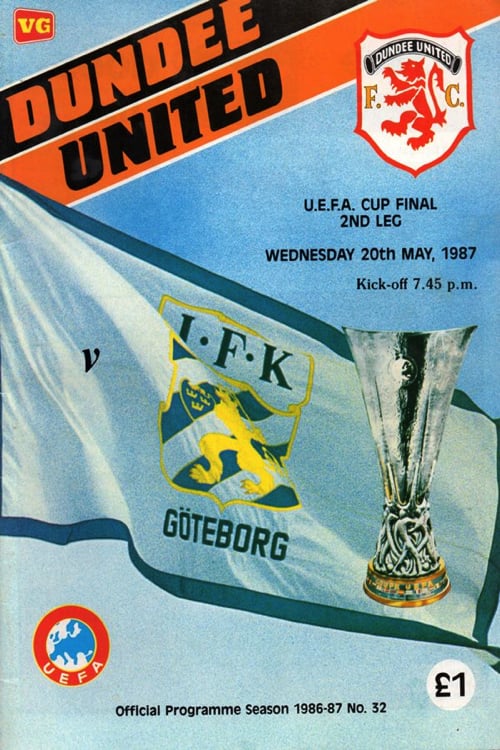 VG
DUNDEE
UNITED
DUNDEE UNITED
F. C.
U.E.F.A. CUP FINAL
2ND LEG
WEDNESDAY 20th MAY, 1987
Kick-off 7.45 p.m.
v
I·F·K
GÖTEBORG
UEFA
£1
Official Programme Season 1986-87 No. 32